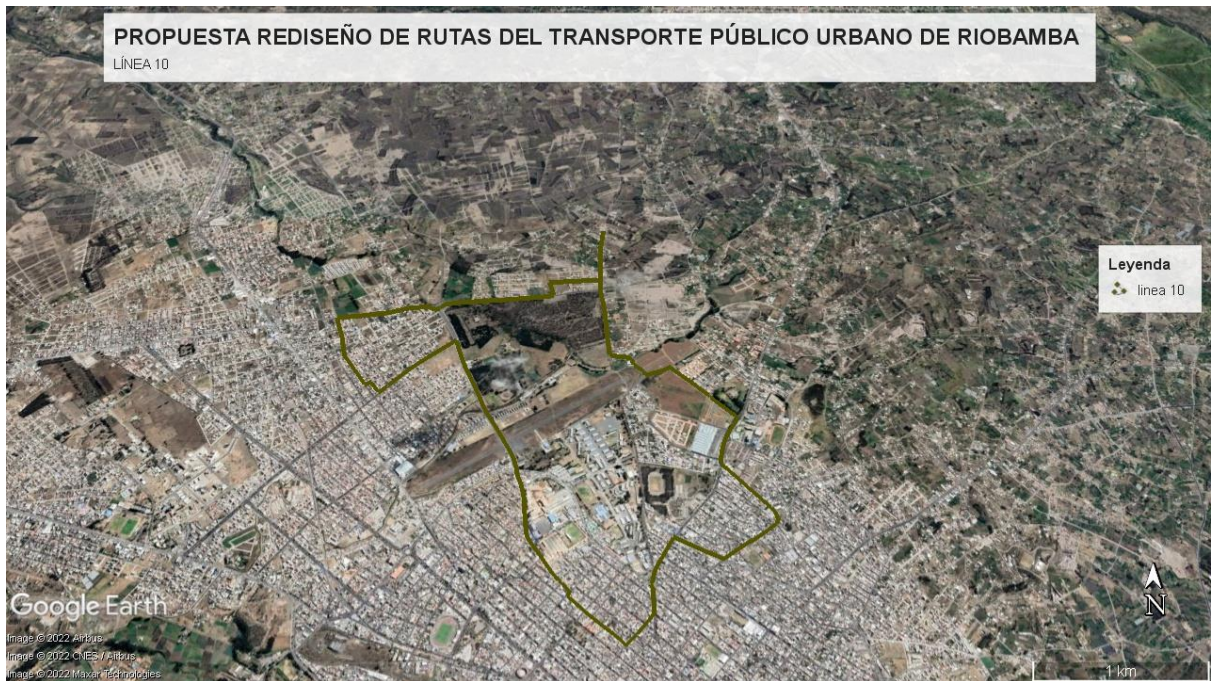 PROPUESTA REDISEÑO DE RUTAS DEL TRANSPORTE PÚBLICO URBANO DE RIOBAMBA
LÍNEA 10
Leyenda
linea 10
N
Google Earth
Image © 2022 Airbus
Image © 2022 CNES / Airbus
Image © 2022 Maxar Technologies
1 km